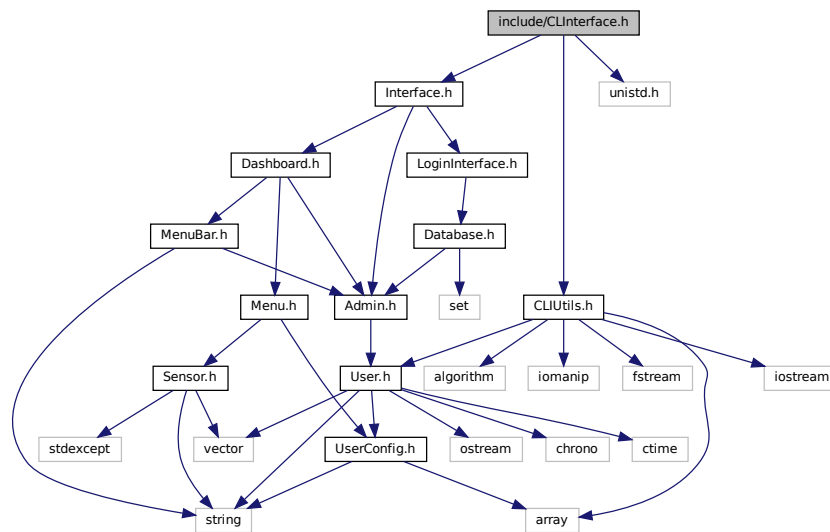 include/CLInterface.h
Interface.h
unistd.h
Dashboard.h
LoginInterface.h
MenuBar.h
Database.h
Menu.h
Admin.h
set
CLIUtils.h
Sensor.h
User.h
algorithm
iomanip
fstream
iostream
stdexcept
vector
UserConfig.h
ostream
chrono
ctime
string
array